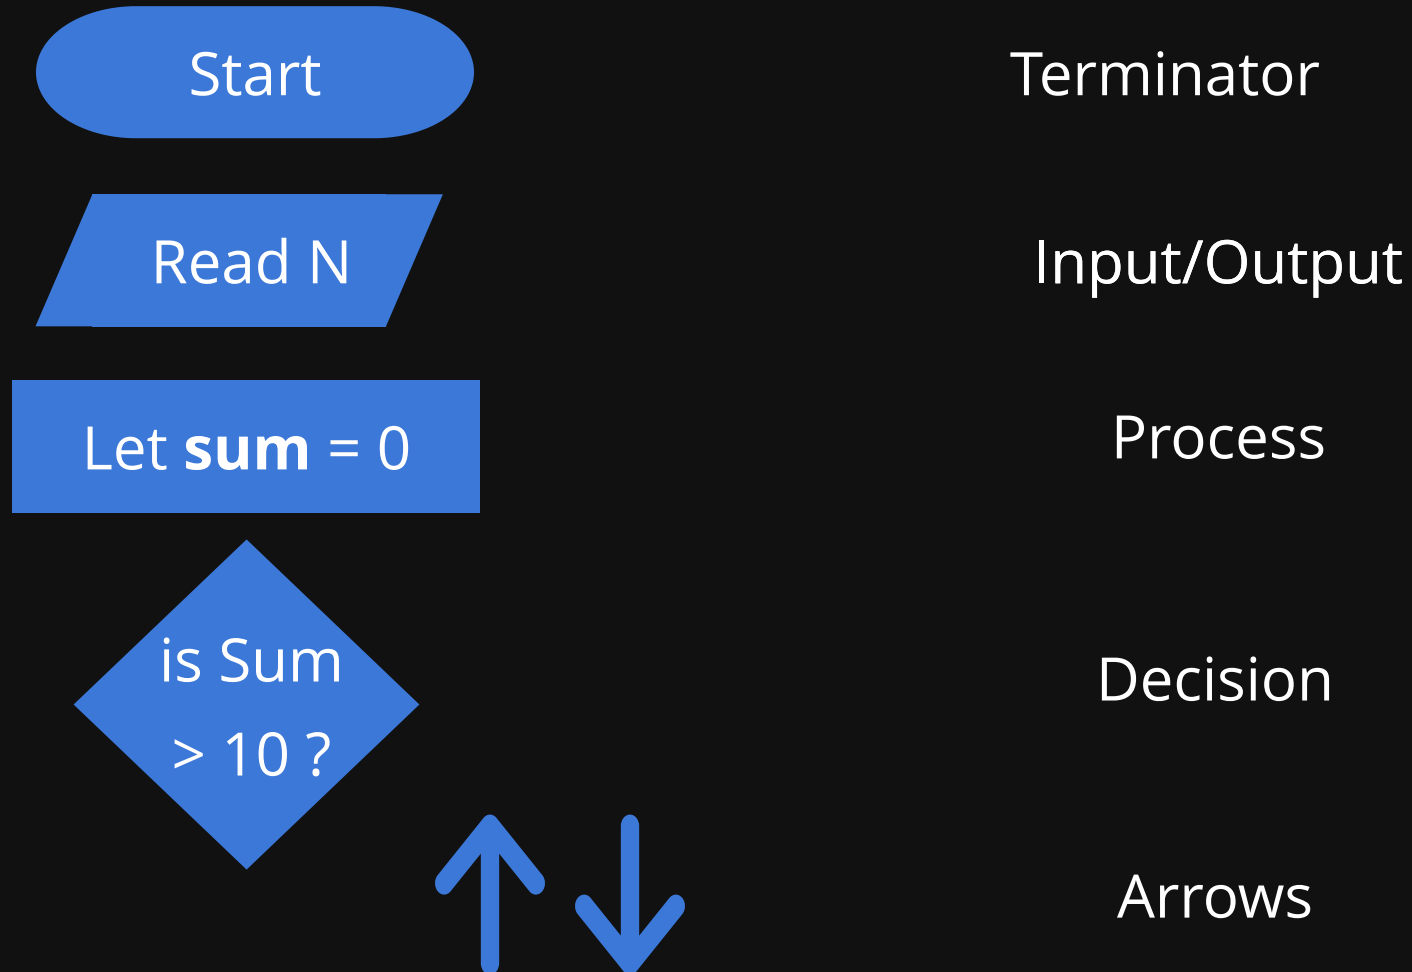 Start
Terminator
Read N
Input/Output
Let sum = 0
Process
is Sum
> 10 ?
Decision
Arrows